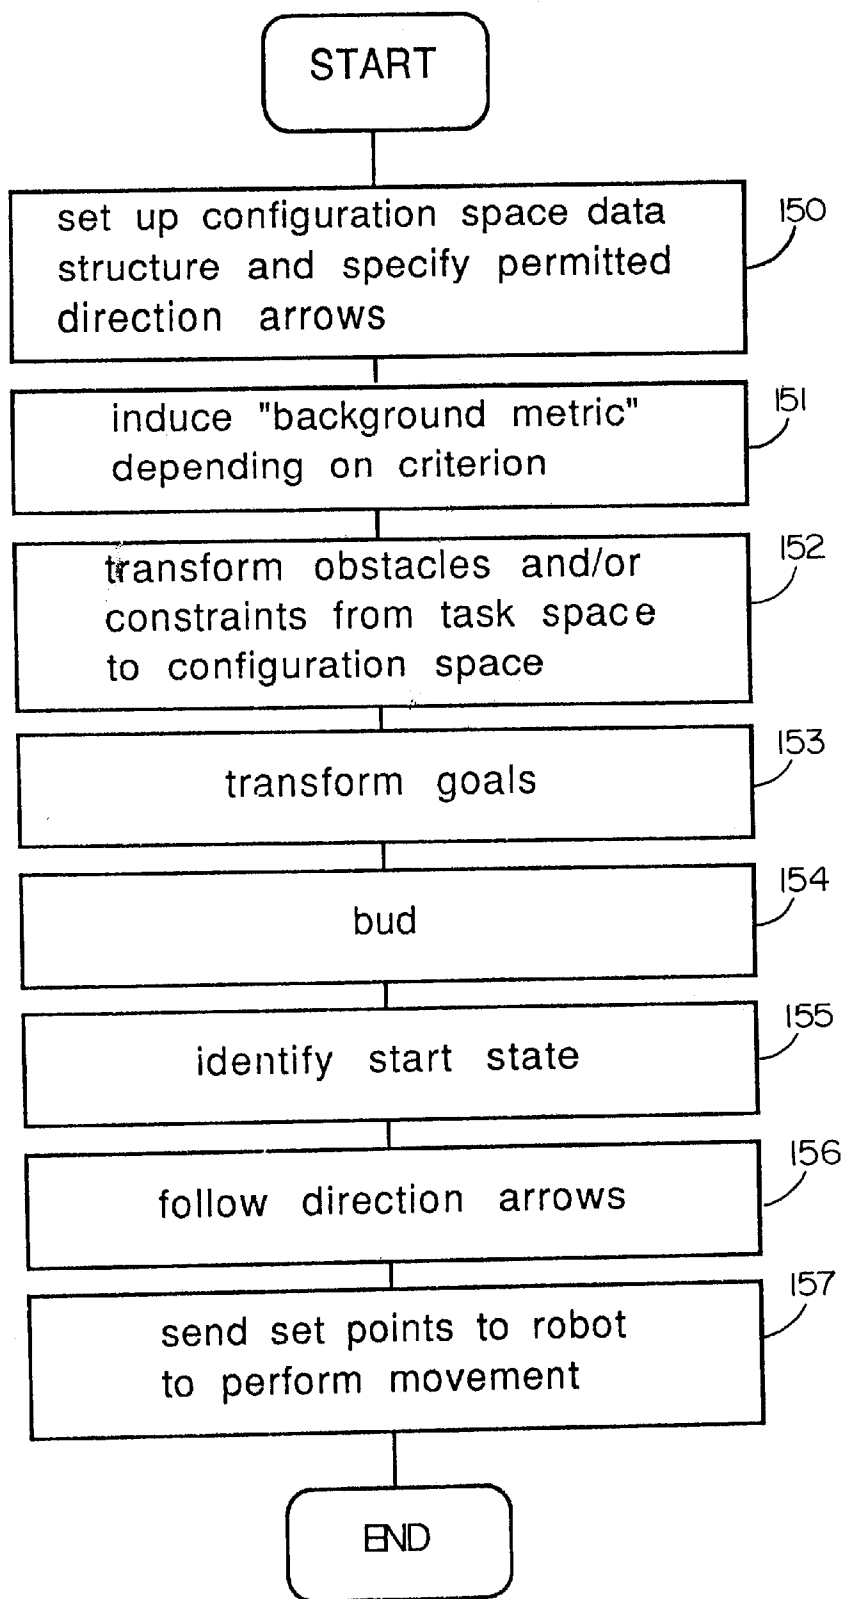 START
set up configuration space data
structure and specify permitted
direction arrows
150
induce "background metric"
depending on criterion
151
transform obstacles and/or
constraints from task space
to configuration space
152
transform goals
153
bud
154
identify start state
155
follow direction arrows
156
send set points to robot
to perform movement
157
END